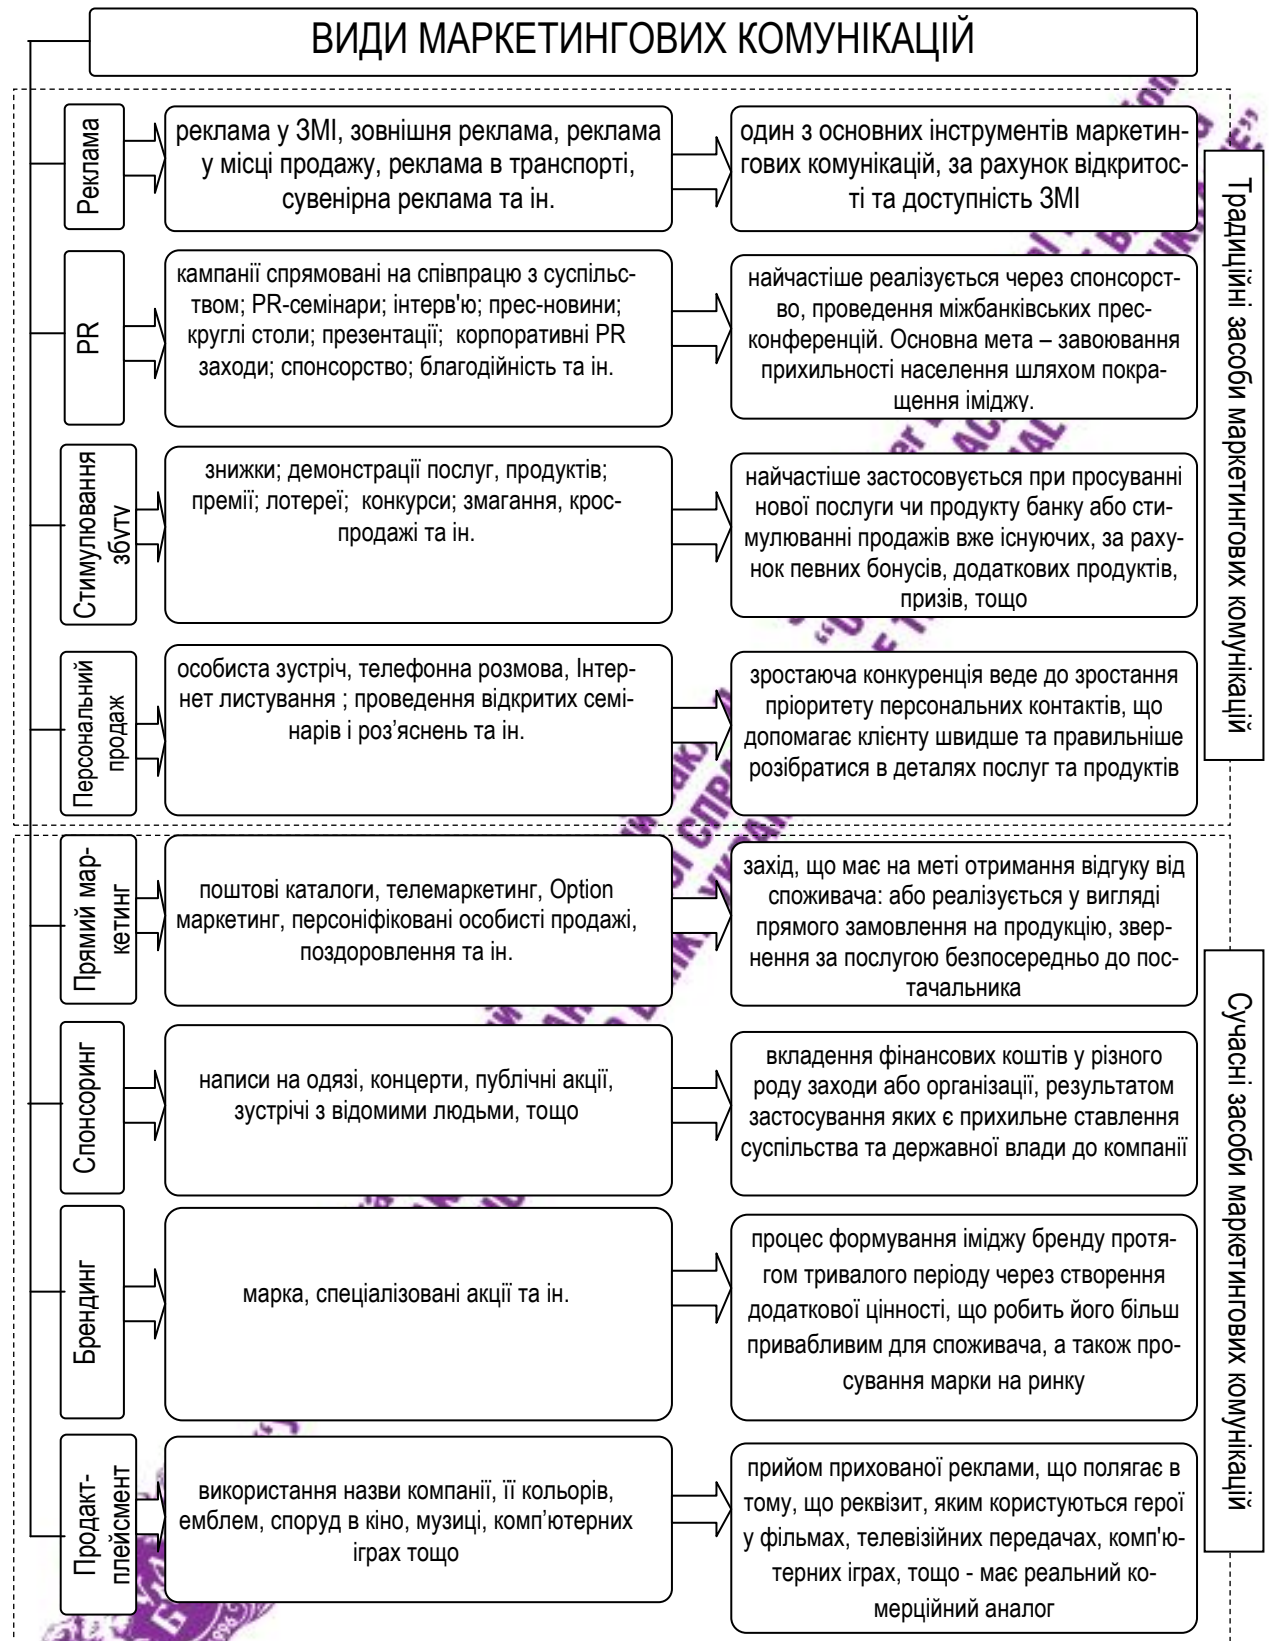 ВИДИ МАРКЕТИНГОВИХ КОМУНІКАЦІЙ
Реклама
реклама у ЗМІ, зовнішня реклама, реклама
у місці продажу, реклама в транспорті,
сувенірна реклама та ін.
один з основних інструментів маркетин-
гових комунікацій, за рахунок відкритос-
ті та доступність ЗМІ
PR
кампанії спрямовані на співпрацю з суспільс-
твом; PR-семінари; інтерв'ю; прес-новини;
круглі столи; презентації; корпоративні PR
заходи; спонсорство; благодійність та ін.
найчастіше реалізується через спонсорст-
во, проведення міжбанківських прес-
конференцій. Основна мета – завоювання
прихильності населення шляхом покра-
щення іміджу.
Стимулювання
збуту
знижки; демонстрації послуг, продуктів;
премії; лотереї; конкурси; змагання, крос-
продажі та ін.
найчастіше застосовується при просуванні
нової послуги чи продукту банку або сти-
мулюванні продажів вже існуючих, за раху-
нок певних бонусів, додаткових продуктів,
призів, тощо
Персональний
продаж
особиста зустріч, телефонна розмова, Інтер-
нет листування ; проведення відкритих семі-
нарів і роз’яснень та ін.
зростаюча конкуренція веде до зростання
пріоритету персональних контактів, що
допомагає клієнту швидше та правильніше
розібратися в деталях послуг та продуктів
Традиційні засоби маркетингових комунікацій
Прямий мар-
кетинг
поштові каталоги, телемаркетинг, Option
маркетинг, персоніфіковані особисті продажі,
поздоровлення та ін.
захід, що має на меті отримання відгуку від
споживача: або реалізується у вигляді
прямого замовлення на продукцію, звер-
нення за послугою безпосередньо до пос-
тачальника
Спонсоринг
написи на одязі, концерти, публічні акції,
зустрічі з відомими людьми, тощо
вкладення фінансових коштів у різного
роду заходи або організації, результатом
застосування яких є прихильне ставлення
суспільства та державної влади до компанії
Брендинг
марка, спеціалізовані акції та ін.
процес формування іміджу бренду протя-
гом тривалого періоду через створення
додаткової цінності, що робить його більш
привабливим для споживача, а також про-
сування марки на ринку
Продакт-
плейсмент
використання назви компанії, її кольорів,
емблем, споруд в кіно, музиці, комп’ютерних
іграх тощо
прийом прихованої реклами, що полягає в
тому, що реквізит, яким користуються герої
у фільмах, телевізійних передачах, комп'ю-
терних іграх, тощо - має реальний ко-
мерційний аналог
Сучасні засоби маркетингових комунікацій